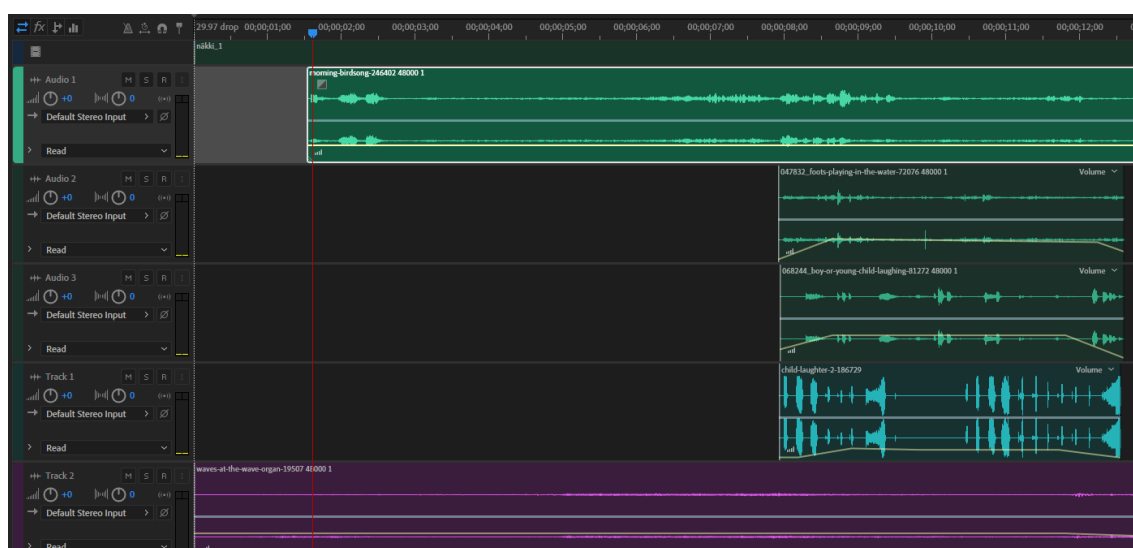 fx
29.97 drop 00;00;01;00 00;00;02;00 00;00;03;00 00;00;04;00 00;00;05;00 00;00;06;00 00;00;07;00 00;00;08;00 00;00;09;00 00;00;10;00 00;00;11;00 00;00;12;00
näkki_1
Audio 1 M S R I
morning-birdsong-246402 48000 1
+0 0
Default Stereo Input
Read
Audio 2 M S R I
047832_foots-playing-in-the-water-72076 48000 1 Volume
+0 0
Default Stereo Input
Read
Audio 3 M S R I
068244_boy-or-young-child-laughing-81272 48000 1 Volume
+0 0
Default Stereo Input
Read
Track 1 M S R I
child-laughter-2-186729 Volume
+0 0
Default Stereo Input
Read
Track 2 M S R I
waves-at-the-wave-organ-19507 48000 1
+0 0
Default Stereo Input
Read